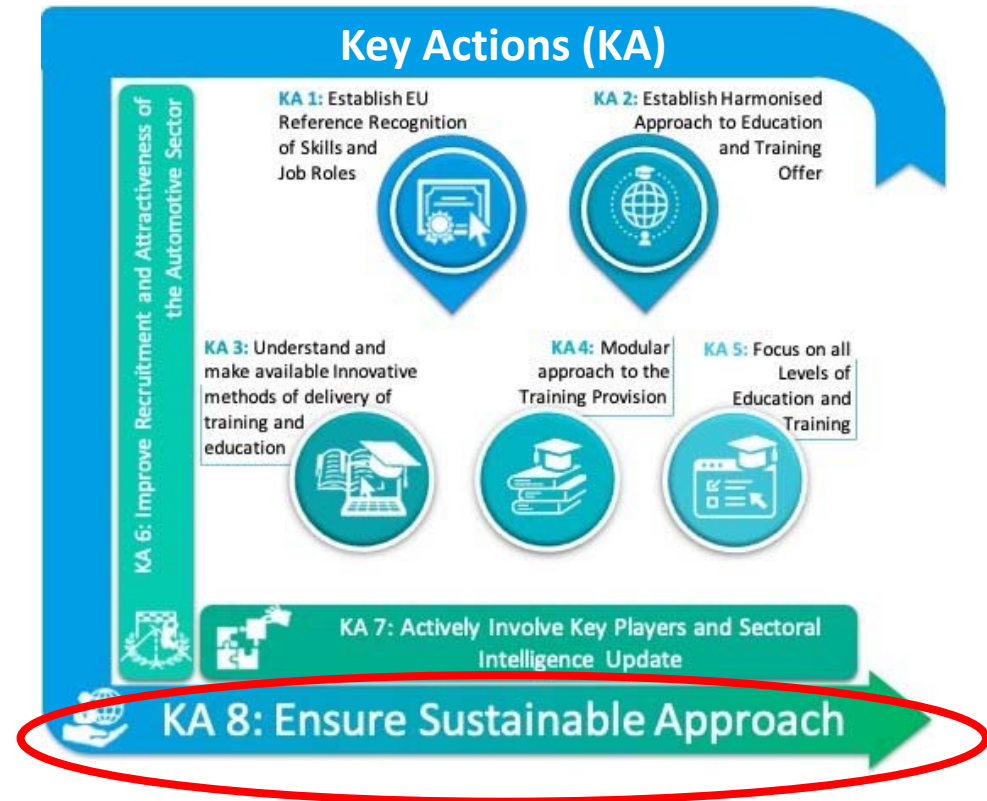 Key Actions (KA)
KA 1: Establish EU
Reference Recognition
of Skills and
Job Roles
KA 2: Establish Harmonised
Approach to Education
and Training
Offer
KA 6: Improve Recruitment and Attractiveness of
the Automotive Sector
KA 3: Understand and
make available Innovative
methods of delivery of
training and
education
KA 4: Modular
approach to the
Training Provision
KA 5: Focus on all
Levels of
Education and
Training
KA 7: Actively Involve Key Players and Sectoral
Intelligence Update
KA 8: Ensure Sustainable Approach